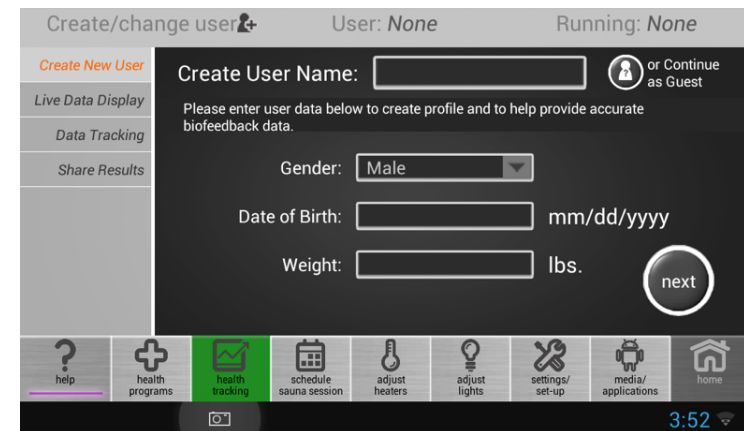 Create/change user User: None Running: None
Create New User
Live Data Display
Data Tracking
Share Results
Create User Name:
or Continue
as Guest
Please enter user data below to create profile and to help provide accurate
biofeedback data.
Gender: Male
Date of Birth: mm/dd/yyyy
Weight: lbs.
next
help
health
programs
health
tracking
schedule
sauna session
adjust
heaters
adjust
lights
settings/
set-up
media/
applications
home
3:52